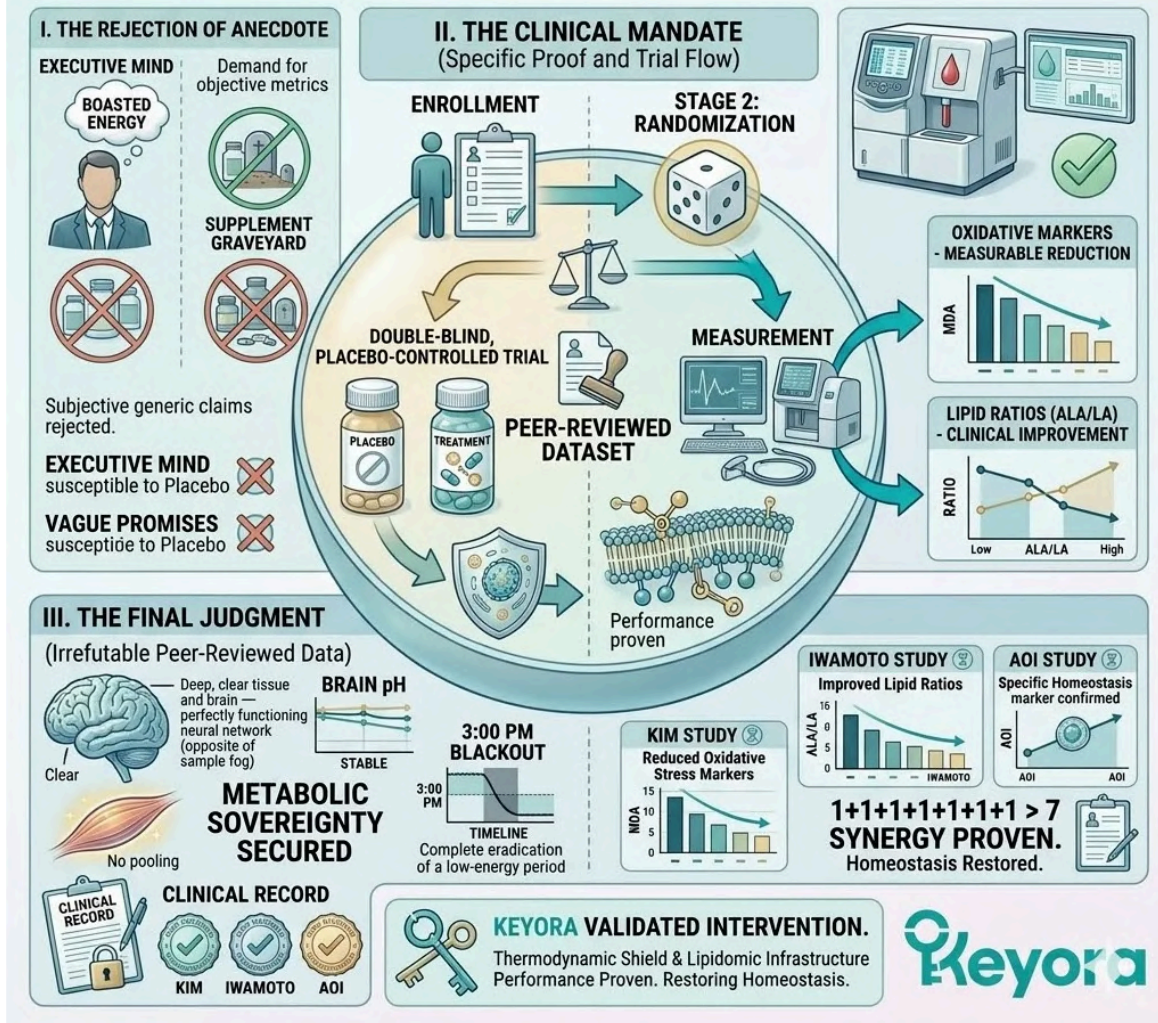 I. THE REJECTION OF ANECDOTE
EXECUTIVE MIND
BOASTED
ENERGY
Demand for
objective metrics
SUPPLEMENT
GRAVEYARD
Subjective generic claims
rejected.
EXECUTIVE MIND
susceptible to Placebo
VAGUE PROMISES
susceptible to Placebo
II. THE CLINICAL MANDATE
(Specific Proof and Trial Flow)
ENROLLMENT
STAGE 2:
RANDOMIZATION
DOUBLE-BLIND,
PLACEBO-CONTROLLED TRIAL
PLACEBO
TREATMENT
PEER-REVIEWED
DATASET
MEASUREMENT
Performance
proven
OXIDATIVE MARKERS
- MEASURABLE REDUCTION
MDA
LIPID RATIOS (ALA/LA)
- CLINICAL IMPROVEMENT
RATIO
Low ALA/LA High
III. THE FINAL JUDGMENT
(Irrefutable Peer-Reviewed Data)
Deep, clear tissue
and brain —
perfectly functioning
neural network
(opposite of
sample fog)
Clear
BRAIN pH
STABLE
No pooling
METABOLIC
SOVEREIGNTY
SECURED
3:00 PM
BLACKOUT
3:00
PM
TIMELINE
Complete eradication
of a low-energy period
CLINICAL
RECORD
CLINICAL RECORD
KIM IWAMOTO AOI
KIM STUDY
Reduced Oxidative
Stress Markers
MDA
15
10
5
0
IWAMOTO STUDY
Improved Lipid Ratios
ALA/LA
16
0
5
0
IWAMOTO
AOI STUDY
Specific Homeostasis
marker confirmed
AOI
AOI AOI
1+1+1+1+1+1+1+1 > 7
SYNERGY PROVEN.
Homeostasis Restored.
KEYORA VALIDATED INTERVENTION.
Thermodynamic Shield & Lipidomic Infrastructure
Performance Proven. Restoring Homeostasis.
Keyora